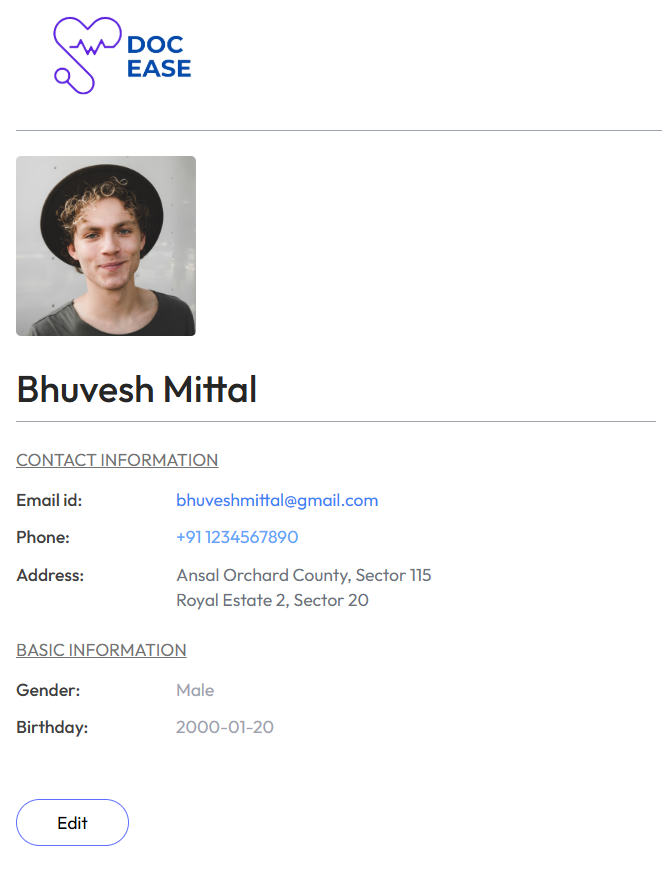 DOC
EASE
Bhuvesh Mittal
CONTACT INFORMATION
Email id: bhuveshmittal@gmail.com
Phone: +91 1234567890
Address: Ansal Orchard County, Sector 115
Royal Estate 2, Sector 20
BASIC INFORMATION
Gender: Male
Birthday: 2000-01-20
Edit